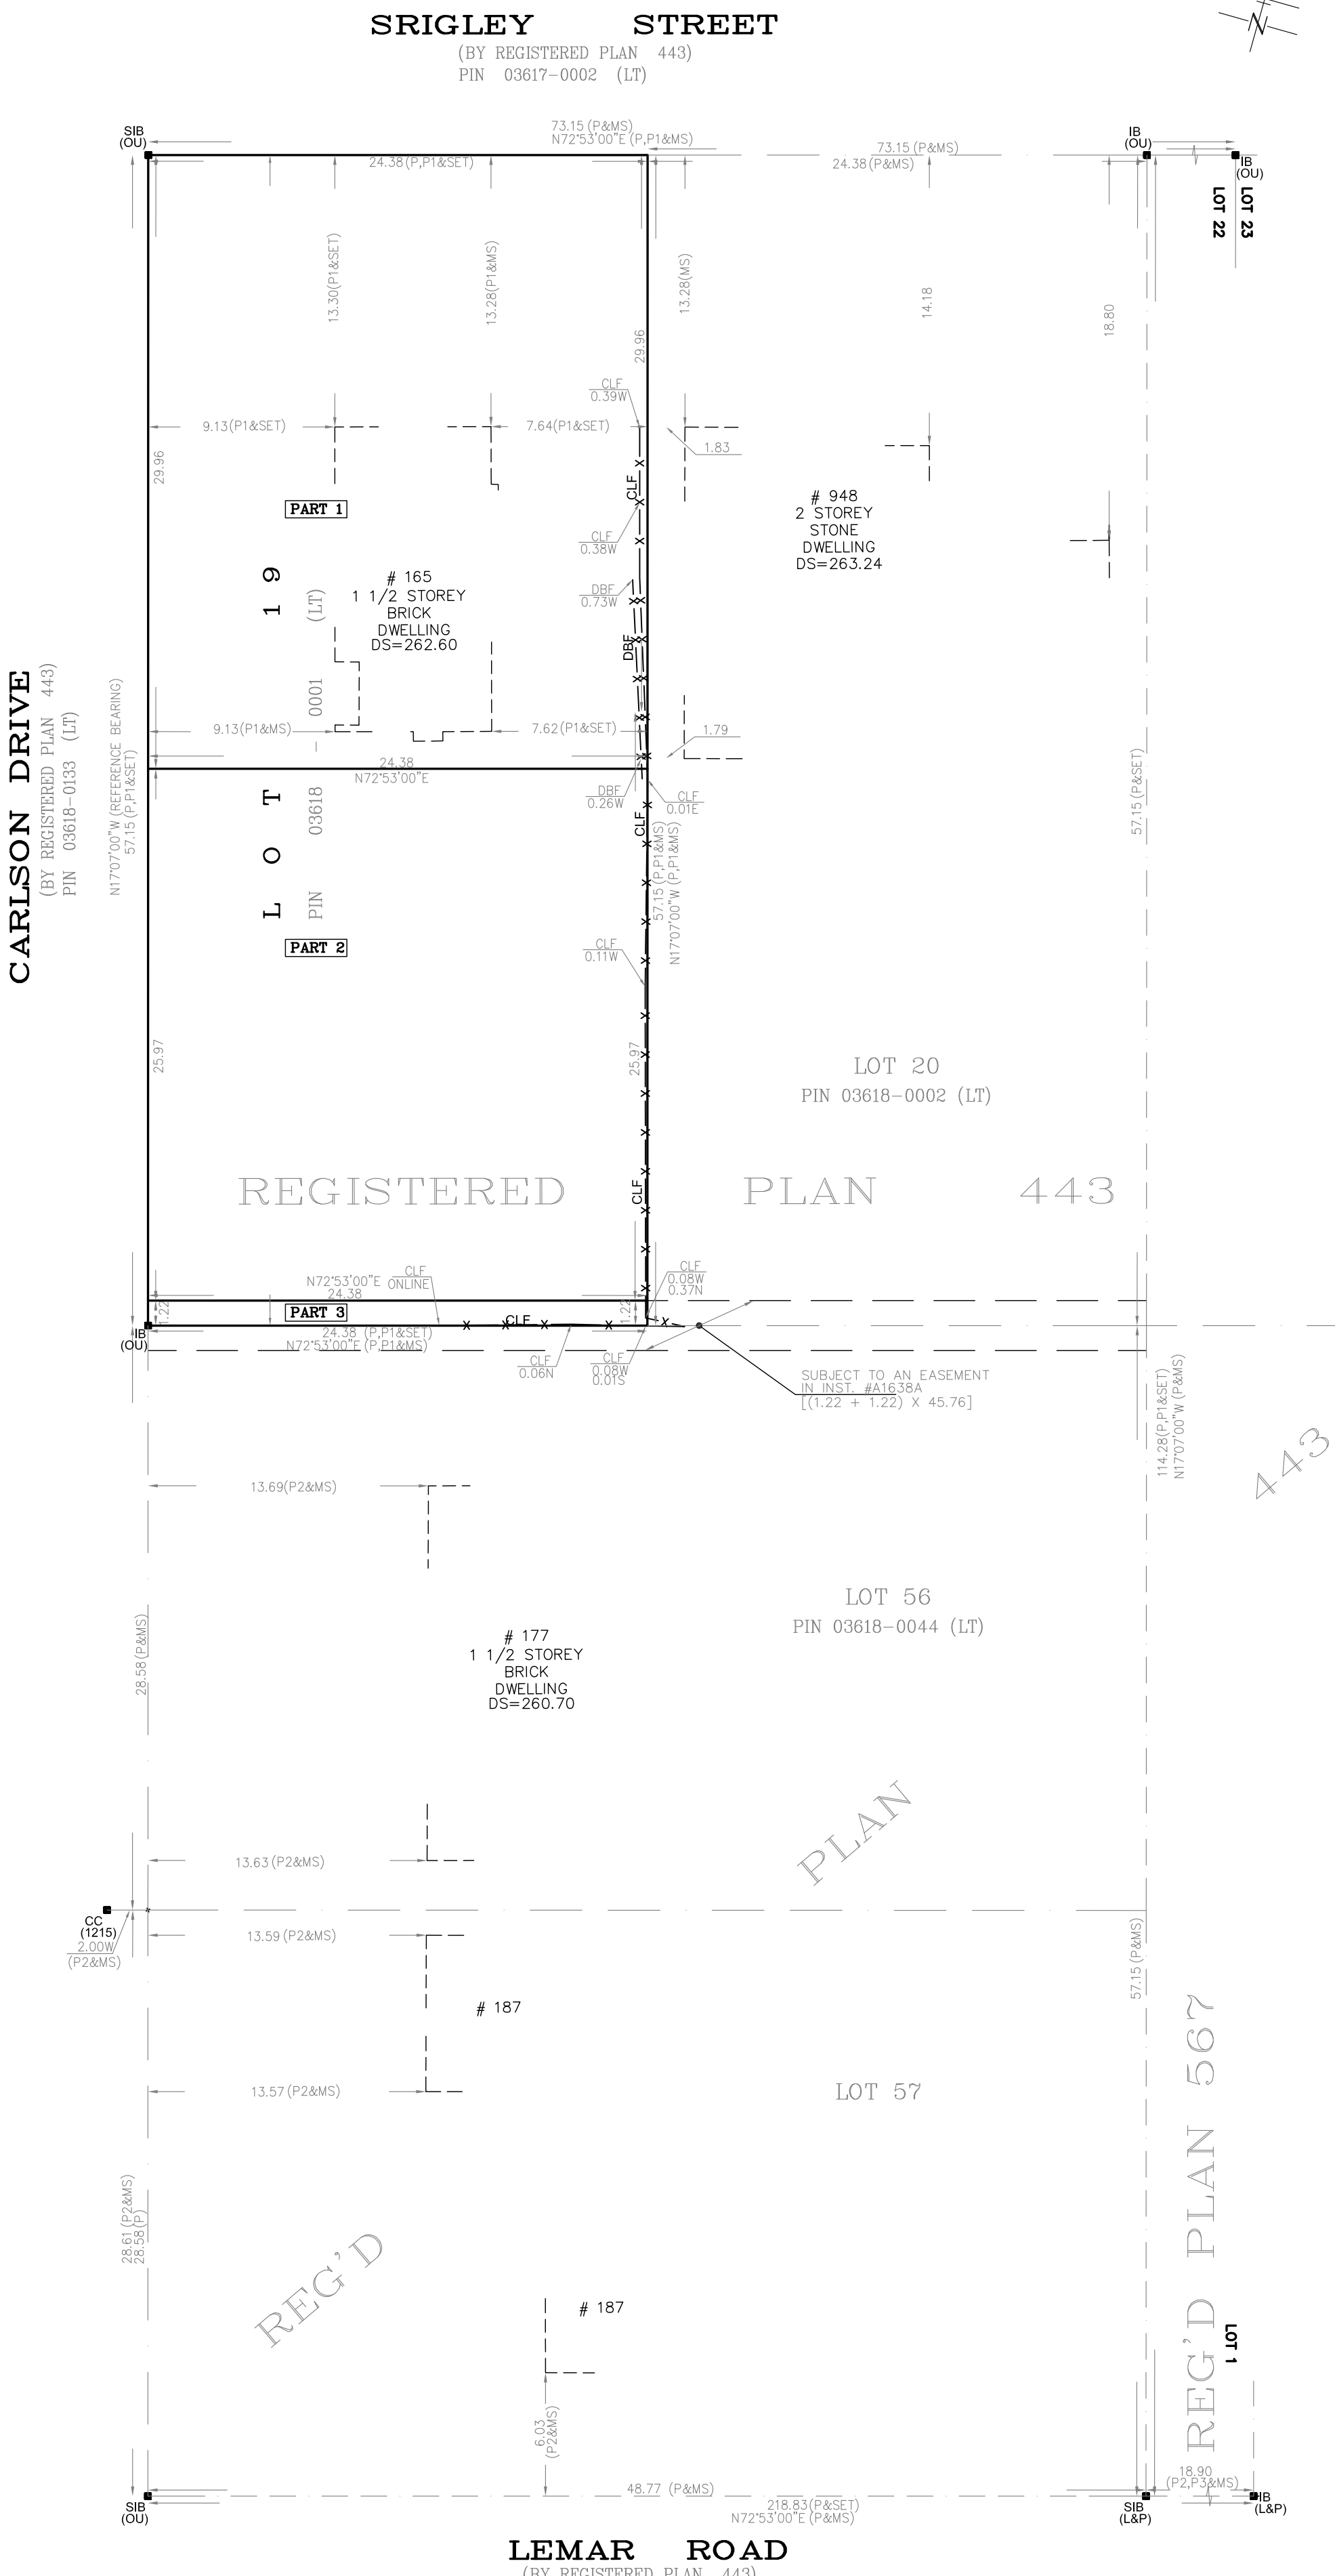 SRIGLEY STREET
(BY REGISTERED PLAN 443)
PIN 03617-0002 (LT)
N
SIB
(OU)
73.15 (P&MS)
N72°53'00"E (P,P1&MS)
24.38 (P,P1&SET)
73.15 (P&MS)
24.38 (P&MS)
IB
(OU)
IB
(OU)
LOT 22
LOT 23
13.30(P1&SET)
13.28(P1&MS)
29.96
13.28(MS)
14.18
18.80
CLF
0.39W
9.13(P1&SET)
7.64(P1&SET)
1.83
29.96
CLF
PART 1
# 948
2 STOREY
STONE
DWELLING
DS=263.24
CLF
0.38W
LOT 19
PIN 03618 - 0001 (LT)
# 165
1 1/2 STOREY
BRICK
DWELLING
DS=262.60
DBF
0.73W
DBF
CARLSON DRIVE
(BY REGISTERED PLAN 443)
PIN 03618-0133 (LT)
N17°07'00"W (REFERENCE BEARING)
57.15 (P,P1&SET)
9.13(P1&MS)
7.62(P1&SET)
1.79
24.38
N72°53'00"E
DBF
0.26W
CLF
0.01E
CLF
57.15 (P,P1&MS)
N17°07'00"W (P,P1&MS)
57.15 (P&SET)
PART 2
CLF
0.11W
25.97
25.97
LOT 20
PIN 03618-0002 (LT)
REGISTERED PLAN 443
CLF
N72°53'00"E
24.38
CLF
ONLINE
CLF
0.08W
0.37N
1.22
PART 3
CLF
1.22
IB
(OU)
24.38 (P,P1&SET)
N72°53'00"E (P,P1&MS)
CLF
0.06N
CLF
0.08W
0.01S
SUBJECT TO AN EASEMENT
IN INST. #A1638A
[(1.22 + 1.22) X 45.76]
114.28(P,P1&SET)
N17°07'00"W (P&MS)
443
13.69(P2&MS)
LOT 56
PIN 03618-0044 (LT)
28.58 (P&MS)
# 177
1 1/2 STOREY
BRICK
DWELLING
DS=260.70
PLAN
13.63 (P2&MS)
CC
(1215)
2.00W
(P2&MS)
13.59 (P2&MS)
57.15 (P&MS)
# 187
13.57 (P2&MS)
LOT 57
REG'D PLAN 567
28.61 (P2&MS)
28.58 (P)
REG'D
# 187
LOT 1
6.03
(P2&MS)
48.77 (P&MS)
18.90
(P2,P3&MS)
SIB
(OU)
218.83(P&SET)
N72°53'00"E (P&MS)
SIB
(L&P)
IB
(L&P)
LEMAR ROAD
(BY REGISTERED PLAN 443)